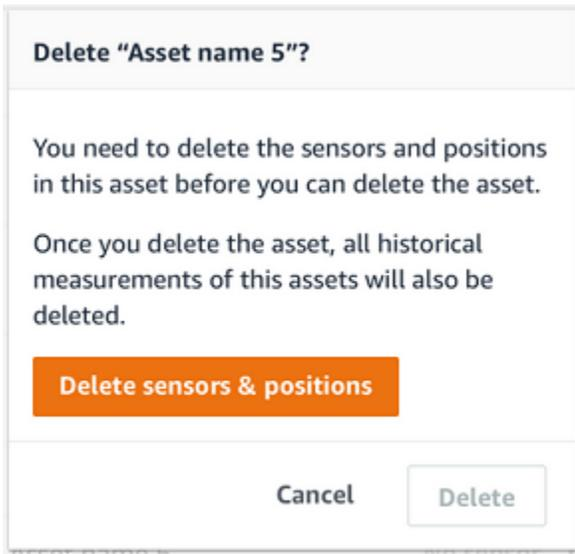 Delete “Asset name 5”?
You need to delete the sensors and positions
in this asset before you can delete the asset.
Once you delete the asset, all historical
measurements of this assets will also be
deleted.
Delete sensors & positions
Cancel
Delete